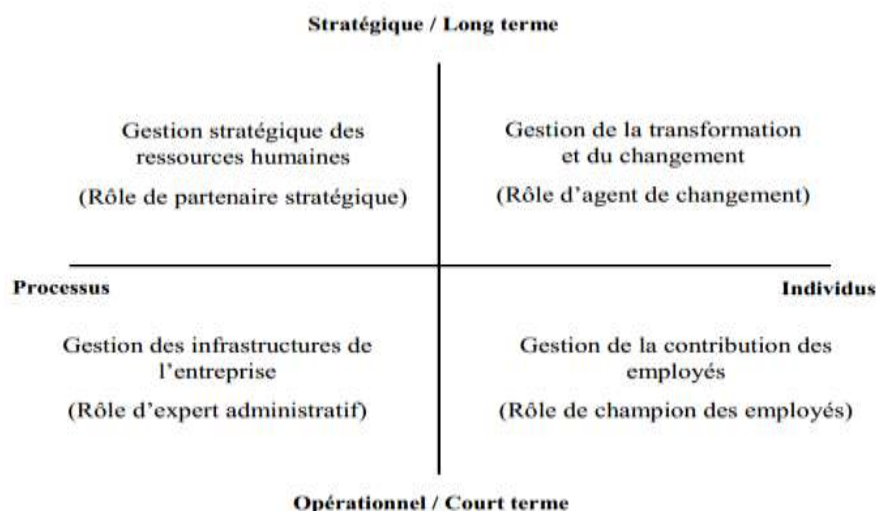 Stratégique / Long terme
Gestion stratégique des
ressources humaines
(Rôle de partenaire stratégique)
Gestion de la transformation
et du changement
(Rôle d'agent de changement)
Processus
Individus
Gestion des infrastructures de
l'entreprise
(Rôle d'expert administratif)
Gestion de la contribution des
employés
(Rôle de champion des employés)
Opérationnel / Court terme